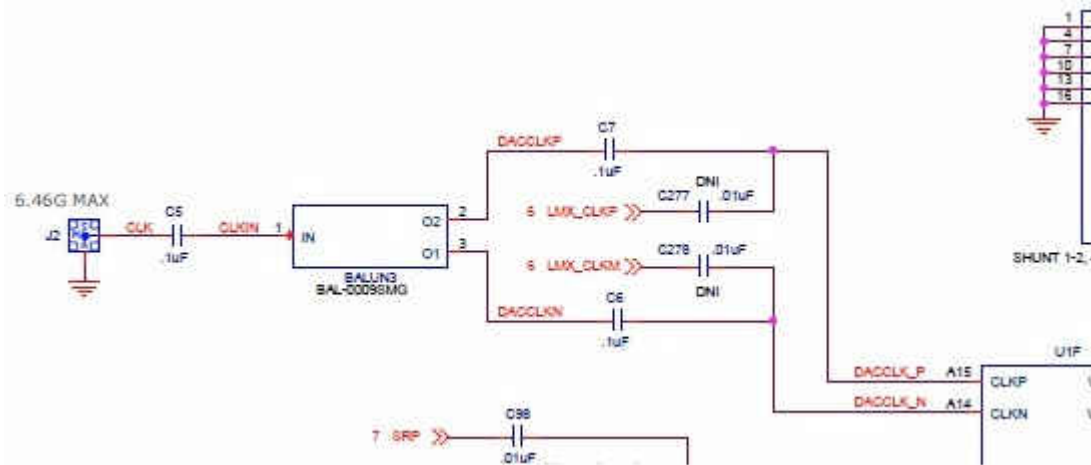 1
4
7
10
13
16
C7
DACCLKP
.1uF
DNI
C277 .01uF
6.46G MAX
6 LMX_CLKP
C5
2
J2
CLK
CLKIN
1
IN
O2
.1uF
3
O1
C278 .01uF
6 LMX_CLKM
SHUNT 1-2,
BALUN3
BAL-0009SMG
DNI
C6
DACCLKN
.1uF
U1F
DACCLK_P A15
CLKP
DACCLK_N A14
CLKN
C98
7 SRP
.01uF